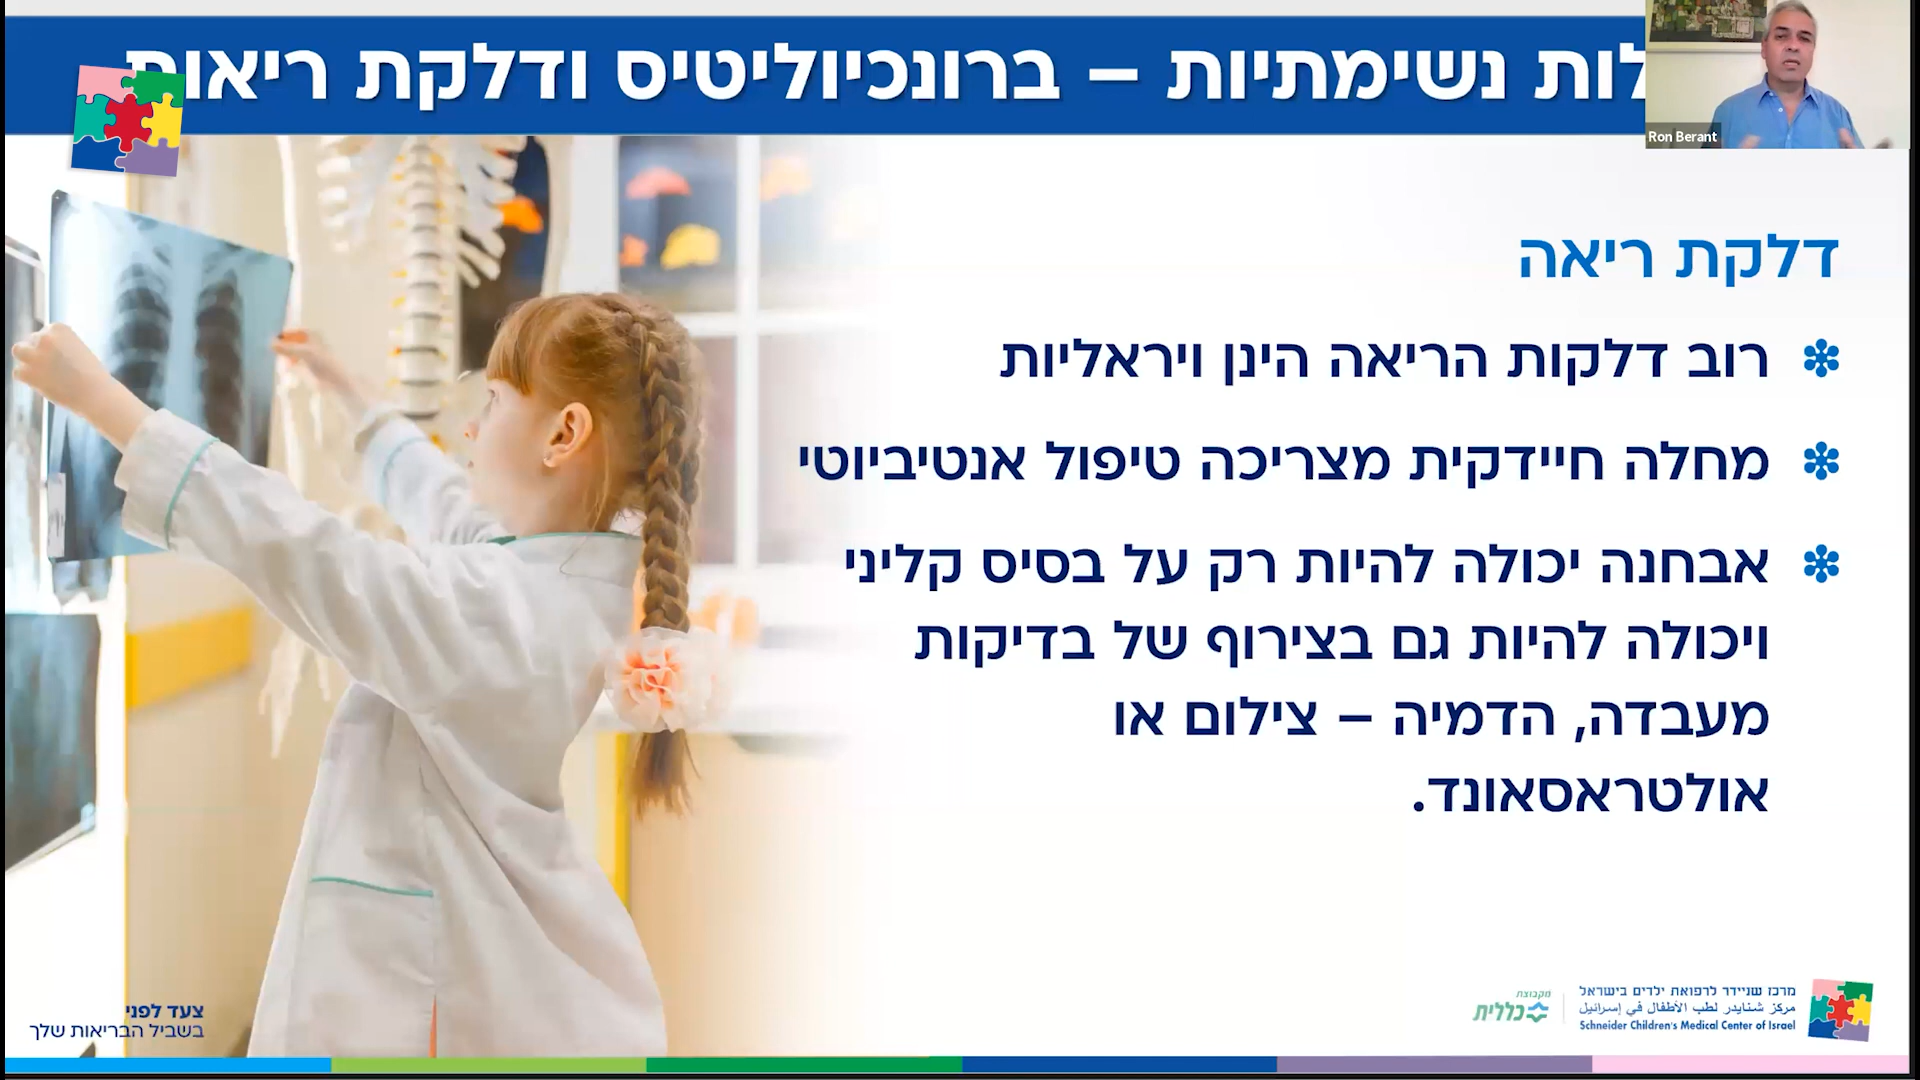 נשימתיות – ברונכיוליטיס ודלקת ריאות
Ron Berant
דלקת ריאה
רוב דלקות הריאה הינן ויראליות
מחלה חיידקית מצריכה טיפול אנטיביוטי
אבחנה יכולה להיות רק על בסיס קליני
ויכולה להיות גם בצירוף של בדיקות
מעבדה, הדמיה – צילום או
אולטראסאונד.
צעד לפני
בשביל הבריאות שלך
מקבוצת
כללית
מרכז שניידר לרפואת ילדים בישראל
مركز شنايدر لطب الأطفال في إسرائيل
Schneider Children's Medical Center of Israel